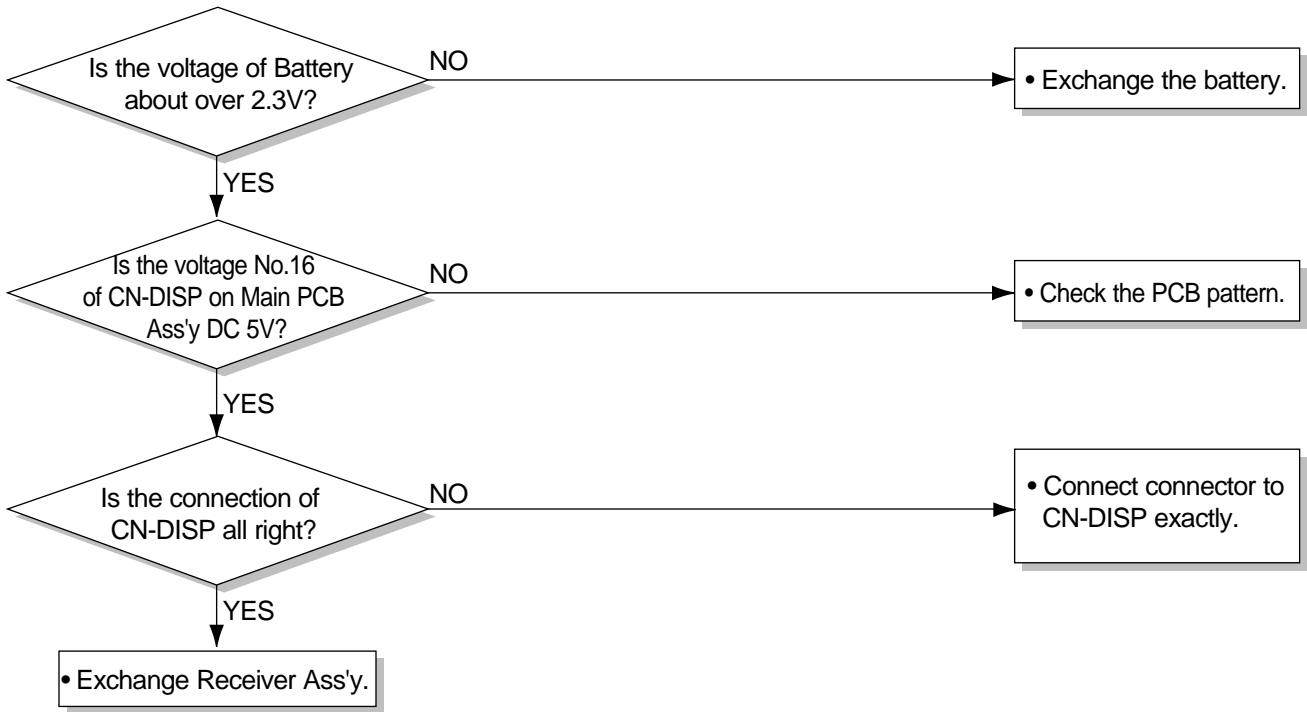 Is the voltage of Battery
about over 2.3V?
NO
• Exchange the battery.
YES
Is the voltage No.16
of CN-DISP on Main PCB
Ass'y DC 5V?
NO
• Check the PCB pattern.
YES
Is the connection of
CN-DISP all right?
NO
• Connect connector to
CN-DISP exactly.
YES
• Exchange Receiver Ass'y.